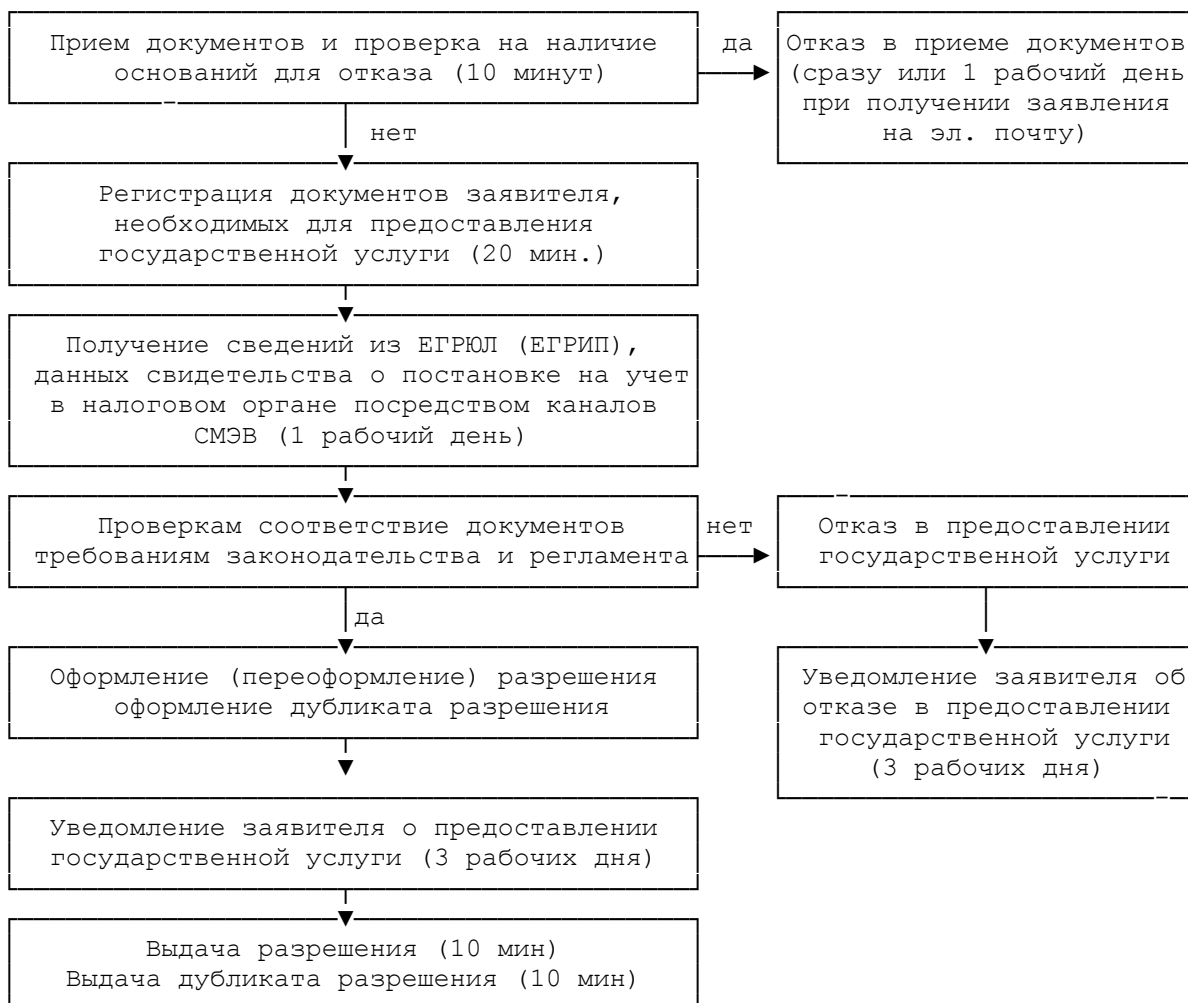 Прием документов и проверка на наличие
оснований для отказа (10 минут)
да
Отказ в приеме документов
(сразу или 1 рабочий день
при получении заявления
на эл. почту)
нет
Регистрация документов заявителя,
необходимых для предоставления
государственной услуги (20 мин.)
Получение сведений из ЕГРЮЛ (ЕГРИП),
данных свидетельства о постановке на учет
в налоговом органе посредством каналов
СМЭВ (1 рабочий день)
Проверкам соответствие документов
требованиям законодательства и регламента
нет
Отказ в предоставлении
государственной услуги
да
Оформление (переоформление) разрешения
оформление дубликата разрешения
Уведомление заявителя об
отказе в предоставлении
государственной услуги
(3 рабочих дня)
Уведомление заявителя о предоставлении
государственной услуги (3 рабочих дня)
Выдача разрешения (10 мин)
Выдача дубликата разрешения (10 мин)